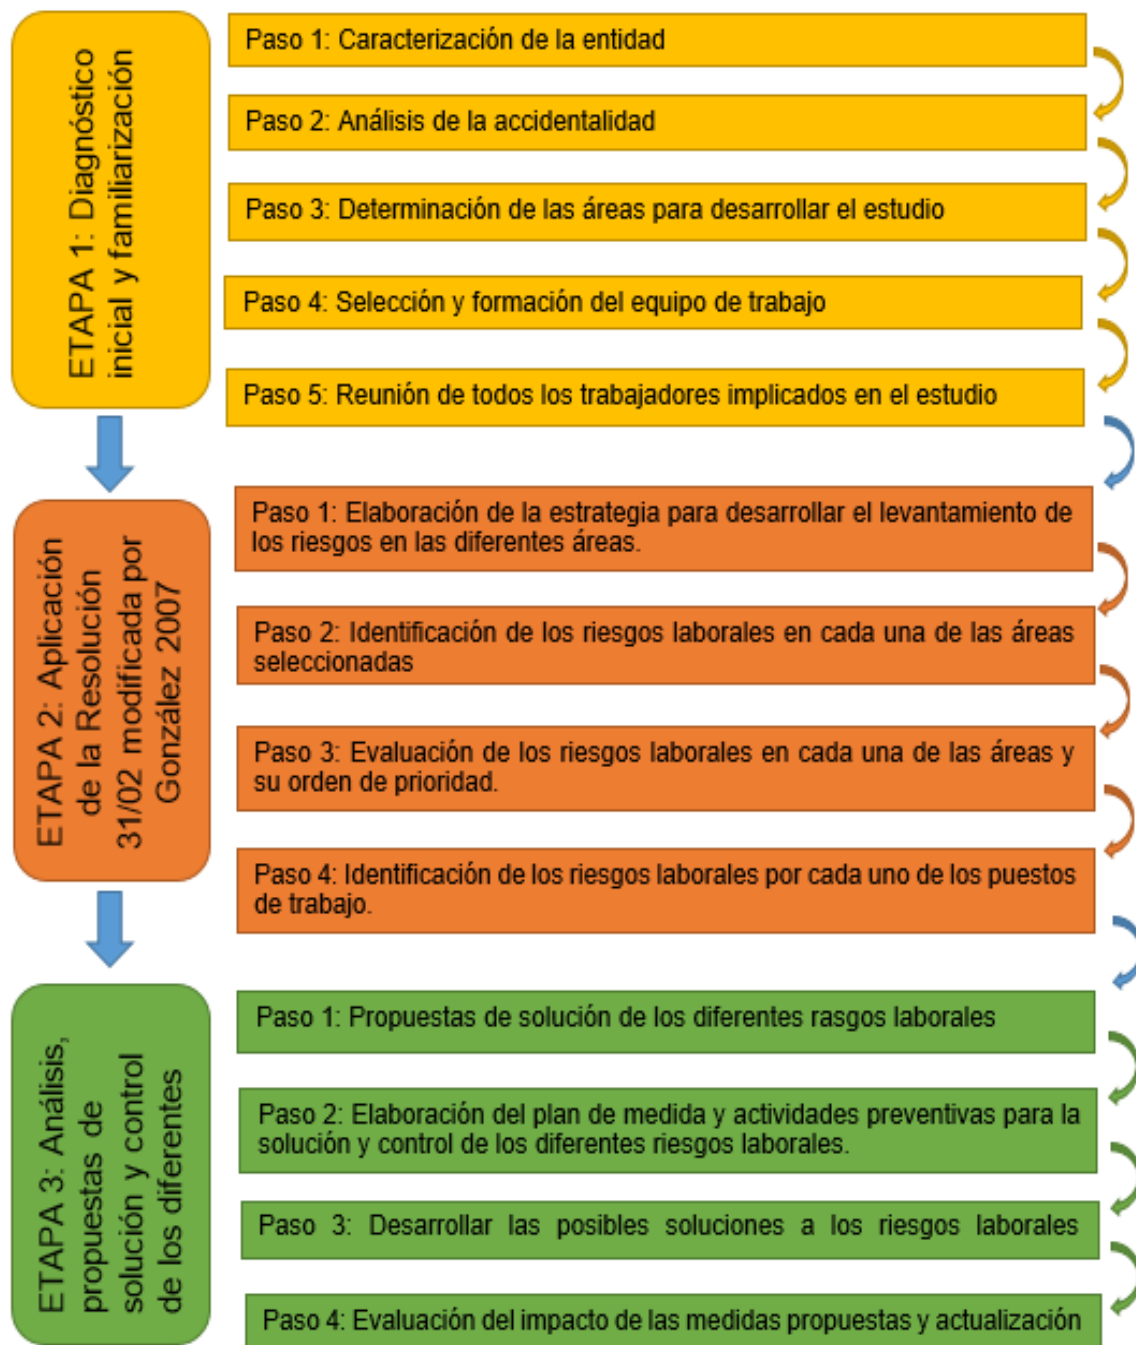 ETAPA 1: Diagnóstico
inicial y familiarización
Paso 1: Caracterización de la entidad
Paso 2: Análisis de la accidentalidad
Paso 3: Determinación de las áreas para desarrollar el estudio
Paso 4: Selección y formación del equipo de trabajo
Paso 5: Reunión de todos los trabajadores implicados en el estudio
ETAPA 2: Aplicación
de la Resolución
31/02 modificada por
González 2007
Paso 1: Elaboración de la estrategia para desarrollar el levantamiento de
los riesgos en las diferentes áreas.
Paso 2: Identificación de los riesgos laborales en cada una de las áreas
seleccionadas
Paso 3: Evaluación de los riesgos laborales en cada una de las áreas y
su orden de prioridad.
Paso 4: Identificación de los riesgos laborales por cada uno de los puestos
de trabajo.
ETAPA 3: Análisis,
propuestas de
solución y control
de los diferentes
Paso 1: Propuestas de solución de los diferentes rasgos laborales
Paso 2: Elaboración del plan de medida y actividades preventivas para la
solución y control de los diferentes riesgos laborales.
Paso 3: Desarrollar las posibles soluciones a los riesgos laborales
Paso 4: Evaluación del impacto de las medidas propuestas y actualización